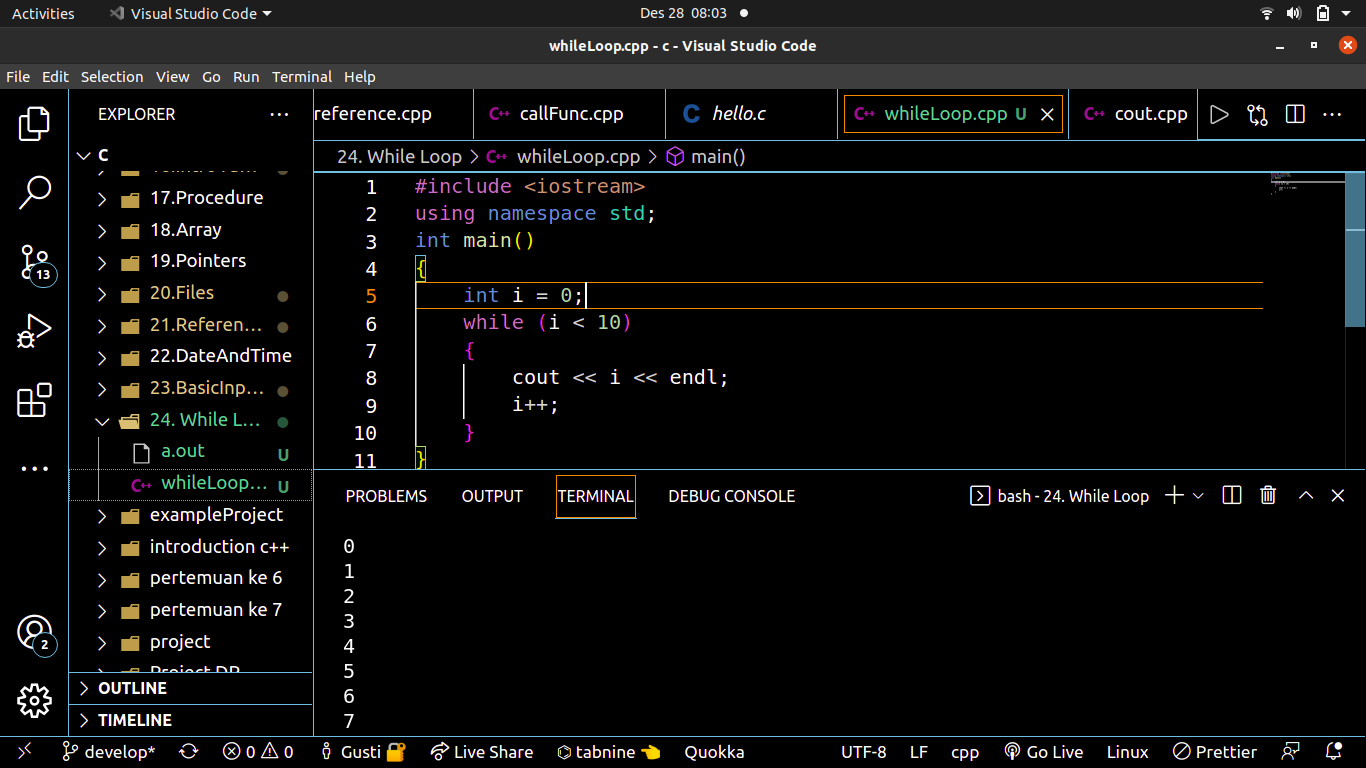 Activities Visual Studio Code Des 28 08:03
whileLoop.cpp - c - Visual Studio Code
File Edit Selection View Go Run Terminal Help
EXPLORER
reference.cpp callFunc.cpp hello.c whileLoop.cpp U cout.cpp
24. While Loop > whileLoop.cpp > main()
C
17.Procedure
18.Array
19.Pointers
20.Files
21.Referen...
22.DateAndTime
23.BasicInp...
24. While L...
a.out U
whileLoop... U
exampleProject
introduction c++
pertemuan ke 6
pertemuan ke 7
project
Project DB
OUTLINE
TIMELINE
13
2
1 #include <iostream>
2 using namespace std;
3 int main()
4 {
5 int i = 0;
6 while (i < 10)
7 {
8 cout << i << endl;
9 i++;
10 }
11 }
PROBLEMS OUTPUT TERMINAL DEBUG CONSOLE bash - 24. While Loop
0
1
2
3
4
5
6
7
develop* 0 0 Gusti Live Share tabnine Quokka UTF-8 LF cpp Go Live Linux Prettier